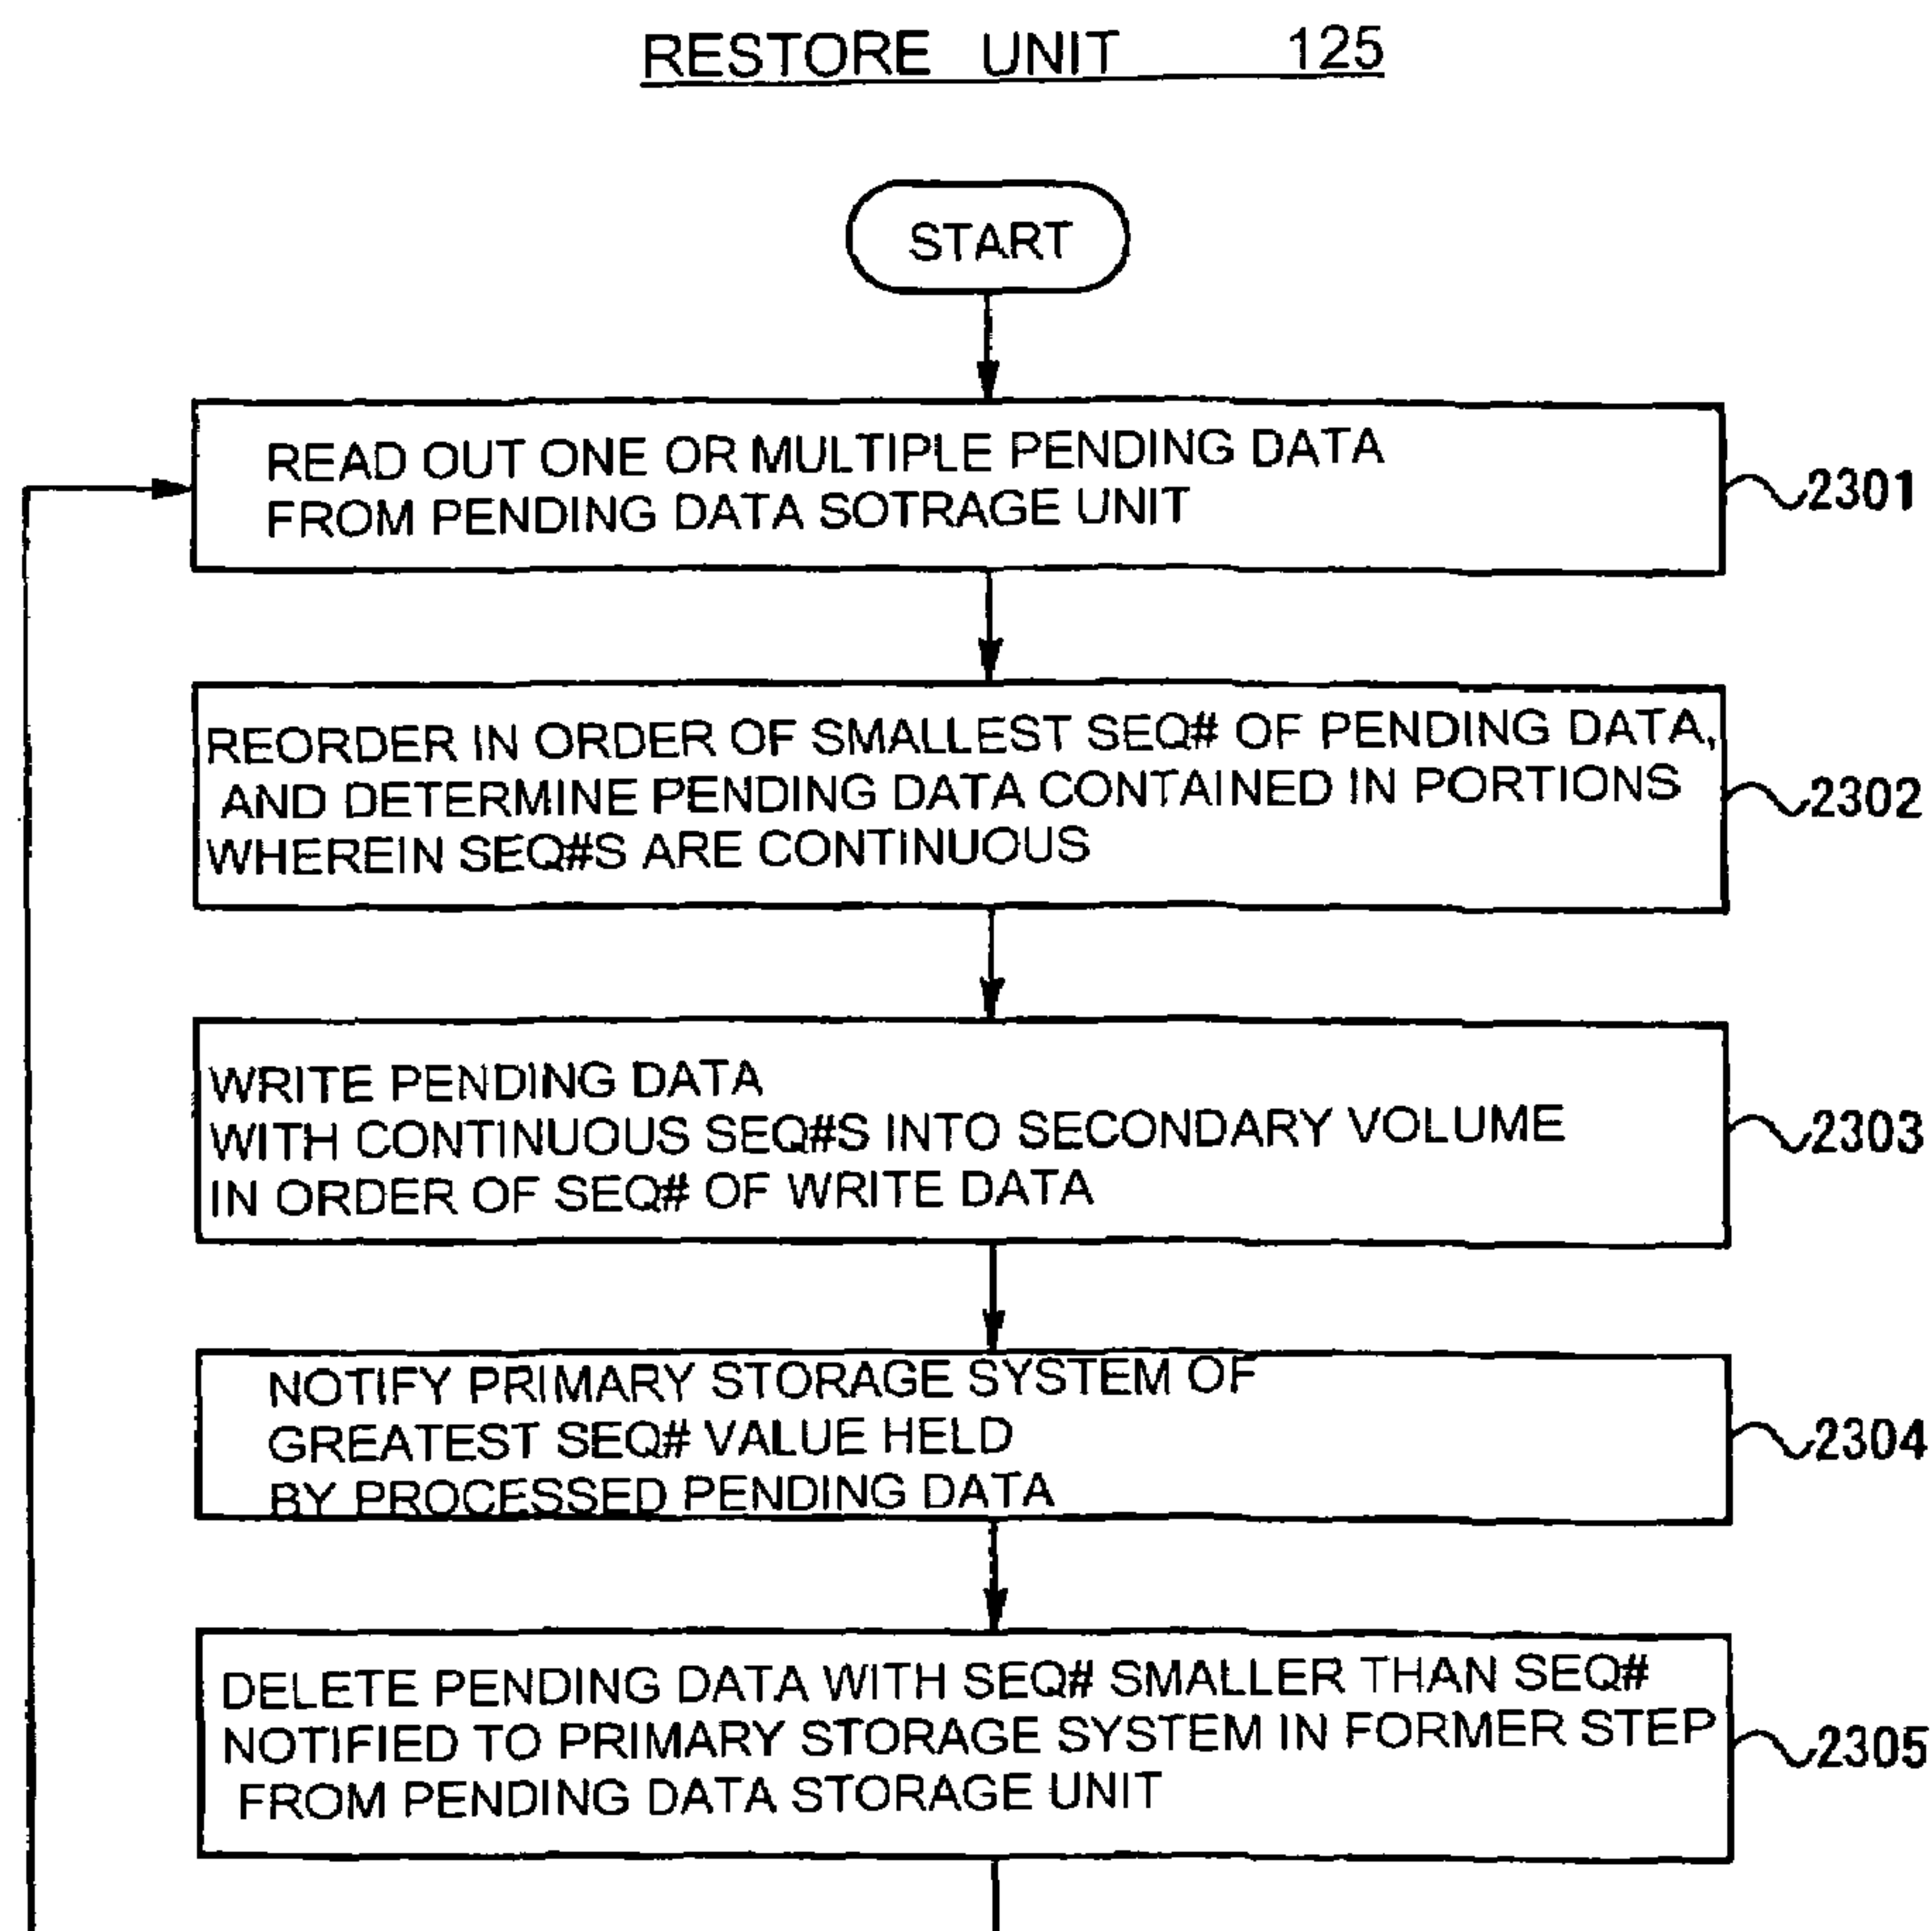 RESTORE UNIT 125
START
READ OUT ONE OR MULTIPLE PENDING DATA
FROM PENDING DATA SOTRAGE UNIT
2301
REORDER IN ORDER OF SMALLEST SEQ# OF PENDING DATA,
AND DETERMINE PENDING DATA CONTAINED IN PORTIONS
WHEREIN SEQ#S ARE CONTINUOUS
2302
WRITE PENDING DATA
WITH CONTINUOUS SEQ#S INTO SECONDARY VOLUME
IN ORDER OF SEQ# OF WRITE DATA
2303
NOTIFY PRIMARY STORAGE SYSTEM OF
GREATEST SEQ# VALUE HELD
BY PROCESSED PENDING DATA
2304
DELETE PENDING DATA WITH SEQ# SMALLER THAN SEQ#
NOTIFIED TO PRIMARY STORAGE SYSTEM IN FORMER STEP
FROM PENDING DATA STORAGE UNIT
2305